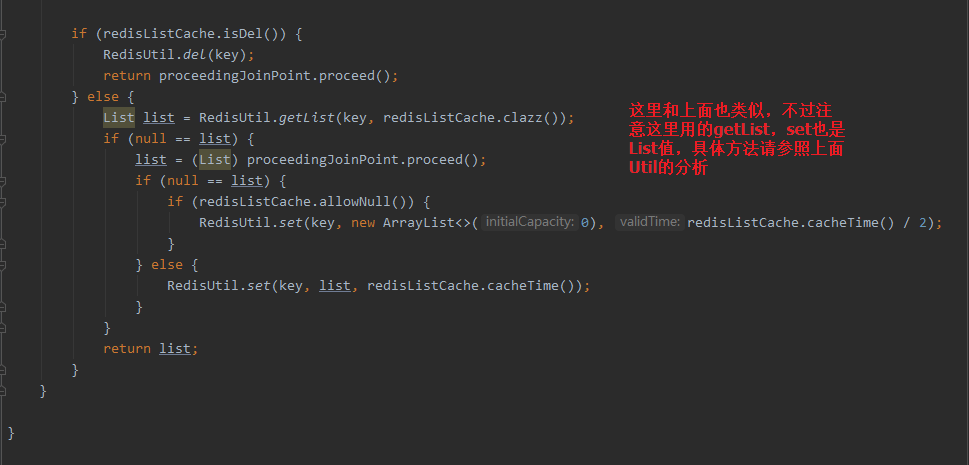 if (redisListCache.isDel()) {
RedisUtil.del(key);
return proceedingJoinPoint.proceed();
} else {
List list = RedisUtil.getList(key, redisListCache.clazz());
if (null == list) {
list = (List) proceedingJoinPoint.proceed();
if (null == list) {
if (redisListCache.allowNull()) {
RedisUtil.set(key, new ArrayList<>( initialCapacity: 0), validTime: redisListCache.cacheTime() / 2);
}
} else {
RedisUtil.set(key, list, redisListCache.cacheTime());
}
}
return list;
}
}
}
这里和上面也类似，不过注
意这里用的getList，set也是
List值，具体方法请参照上面
Util的分析